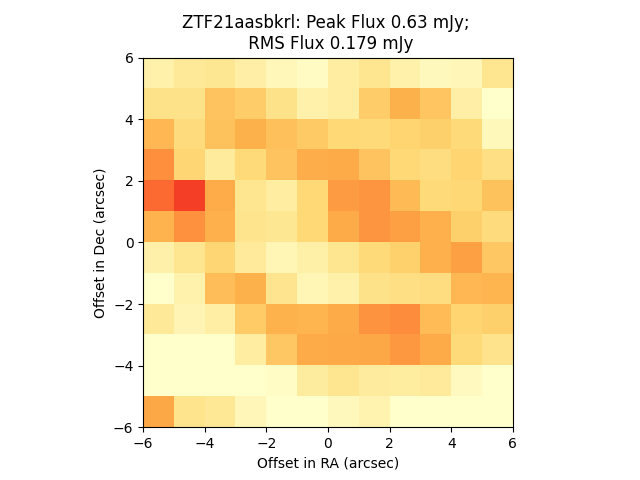 ZTF21aasbkrl: Peak Flux 0.63 mJy;
RMS Flux 0.179 mJy
6
4
2
0
−2
−4
−6
Offset in Dec (arcsec)
−6 −4 −2 0 2 4 6
Offset in RA (arcsec)